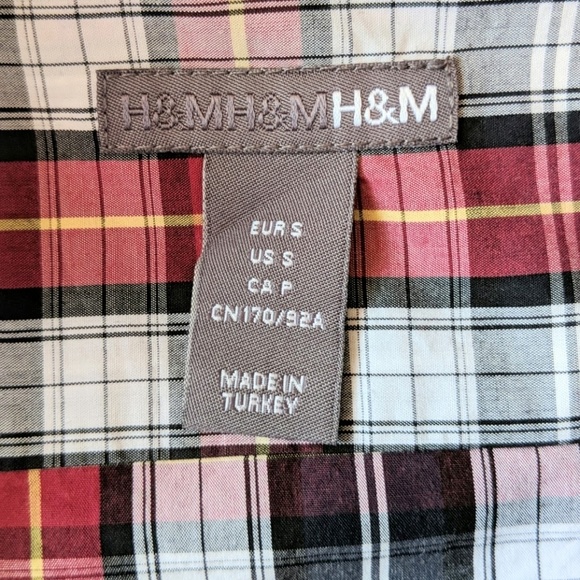 H&MH&MH&M
EUR S
US S
CA P
CN170/92A
MADE IN
TURKEY